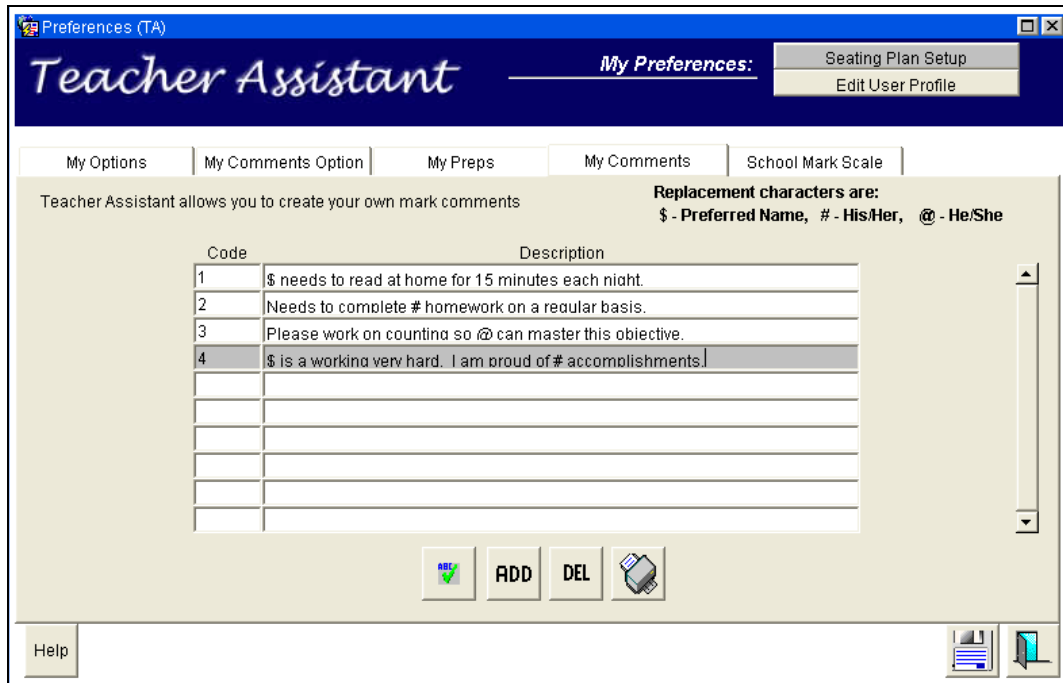 Preferences (TA)
Teacher Assistant
My Preferences:
Seating Plan Setup
Edit User Profile
My Options
My Comments Option
My Preps
My Comments
School Mark Scale
Teacher Assistant allows you to create your own mark comments
Replacement characters are:
$ - Preferred Name, # - His/Her, @ - He/She
Code Description
1 $ needs to read at home for 15 minutes each night.
2 Needs to complete # homework on a regular basis.
3 Please work on counting so @ can master this objective.
4 $ is a working very hard. I am proud of # accomplishments.
ABC ADD DEL
Help